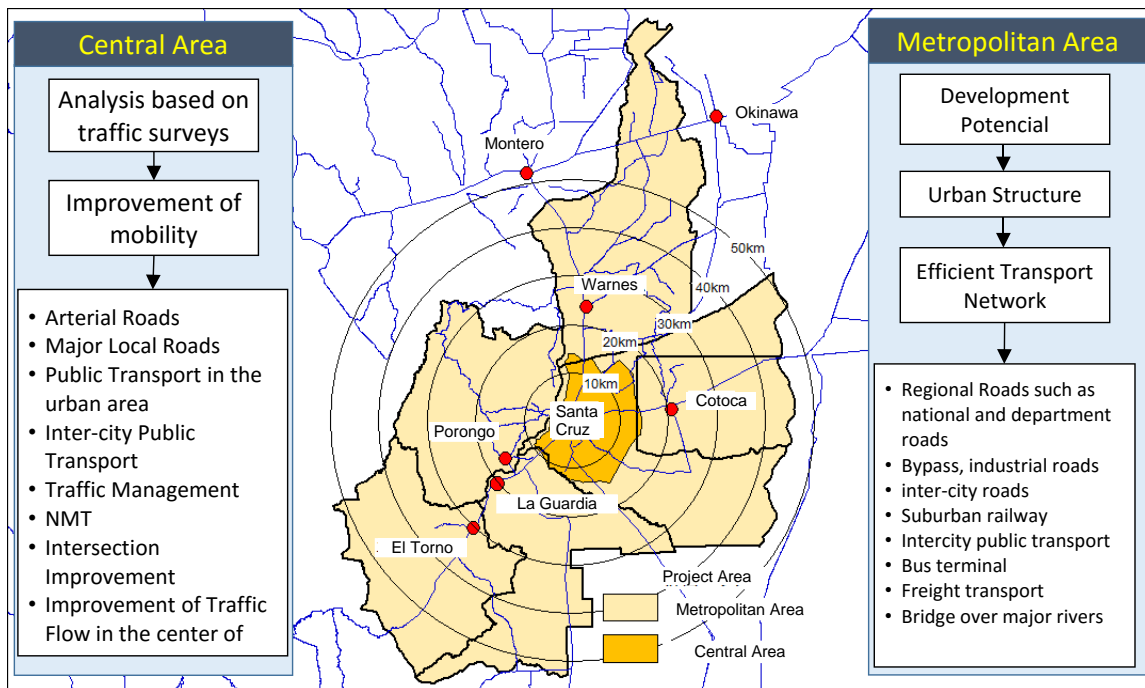 Central Area
Analysis based on
traffic surveys
Improvement of
mobility
• Arterial Roads
• Major Local Roads
• Public Transport in the
urban area
• Inter-city Public
Transport
• Traffic Management
• NMT
• Intersection
Improvement
• Improvement of Traffic
Flow in the center of
Okinawa
Montero
50km
40km
Warnes
30km
20km
10km
Santa
Cruz
Cotoca
Porongo
La Guardia
El Torno
Project Area
Metropolitan Area
Central Area
Metropolitan Area
Development
Potencial
Urban Structure
Efficient Transport
Network
• Regional Roads such as
national and department
roads
• Bypass, industrial roads
• inter-city roads
• Suburban railway
• Intercity public transport
• Bus terminal
• Freight transport
• Bridge over major rivers